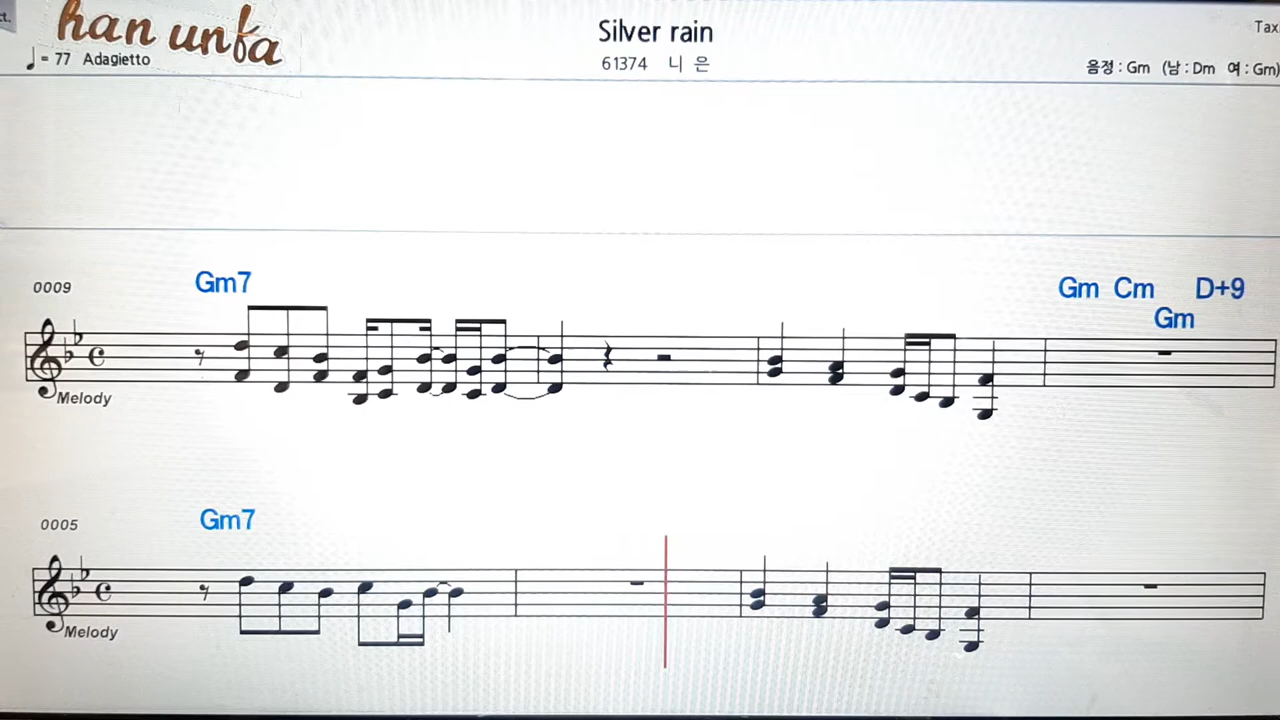 ct.
han unfa
Silver rain
Tax
♩ = 77 Adagietto
61374 니 은
음정 : Gm (남 : Dm 여 : Gm)
0009
Gm7
Gm Cm D+9
Gm
Melody
0005
Gm7
Melody